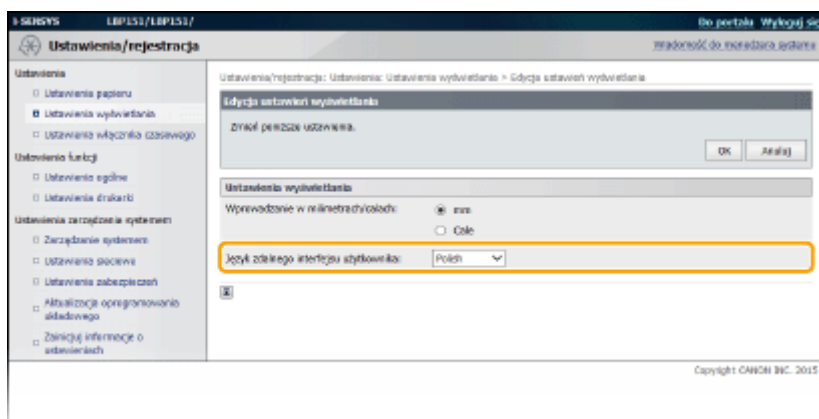 i-SENSYS LBP151/LBP151/
Do portalu Wyloguj się
Ustawienia/rejestracja
Wiadomość do menedżera systemu
Ustawienia
Ustawienia papieru
Ustawienia wyświetlania
Ustawienia włącznika czasowego
Ustawienia funkcji
Ustawienia ogólne
Ustawienia drukarki
Ustawienia zarządzania systemem
Zarządzanie systemem
Ustawienia sieciowe
Ustawienia zabezpieczeń
Aktualizacja oprogramowania
układowego
Zainicjuj informacje o
ustawieniach
Ustawienia/rejestracja: Ustawienia: Ustawienia wyświetlania > Edycja ustawień wyświetlania
Edycja ustawień wyświetlania
Zmień poniższe ustawienia.
OK Anuluj
Ustawienia wyświetlania
Wprowadzanie w milimetrach/calach: mm
Cale
Język zdalnego interfejsu użytkownika: Polish
Copyright CANON INC. 2015